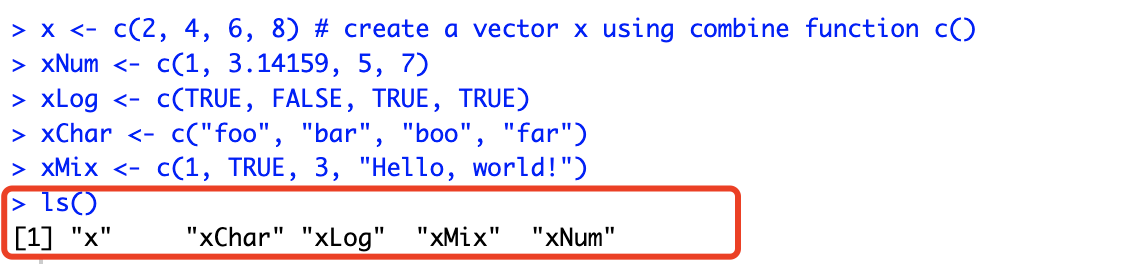 > x <- c(2, 4, 6, 8) # create a vector x using combine function c()
> xNum <- c(1, 3.14159, 5, 7)
> xLog <- c(TRUE, FALSE, TRUE, TRUE)
> xChar <- c("foo", "bar", "boo", "far")
> xMix <- c(1, TRUE, 3, "Hello, world!")
> ls()
[1] "x"     "xChar" "xLog"  "xMix"  "xNum"